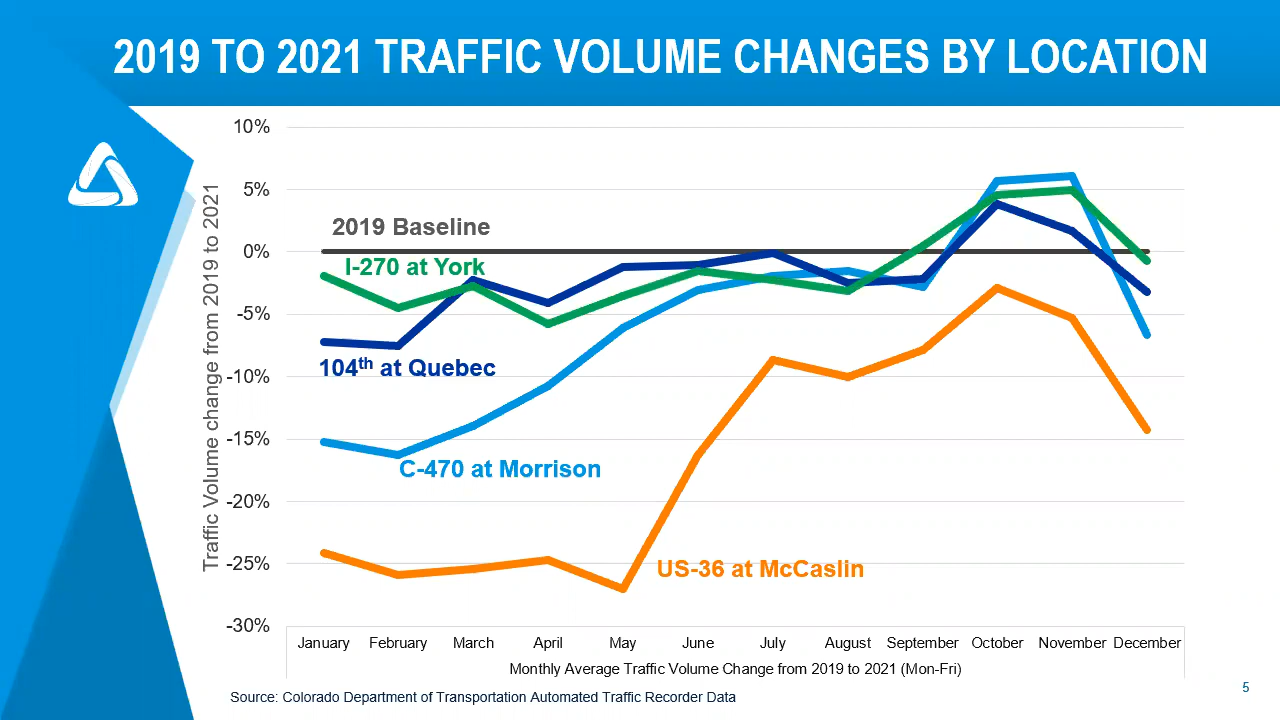 2019 TO 2021 TRAFFIC VOLUME CHANGES BY LOCATION
Traffic Volume change from 2019 to 2021
10%
5%
0%
-5%
-10%
-15%
-20%
-25%
-30%
2019 Baseline
I-270 at York
104th at Quebec
C-470 at Morrison
US-36 at McCaslin
January February March April May June July August September October November December
Monthly Average Traffic Volume Change from 2019 to 2021 (Mon-Fri)
Source: Colorado Department of Transportation Automated Traffic Recorder Data
5